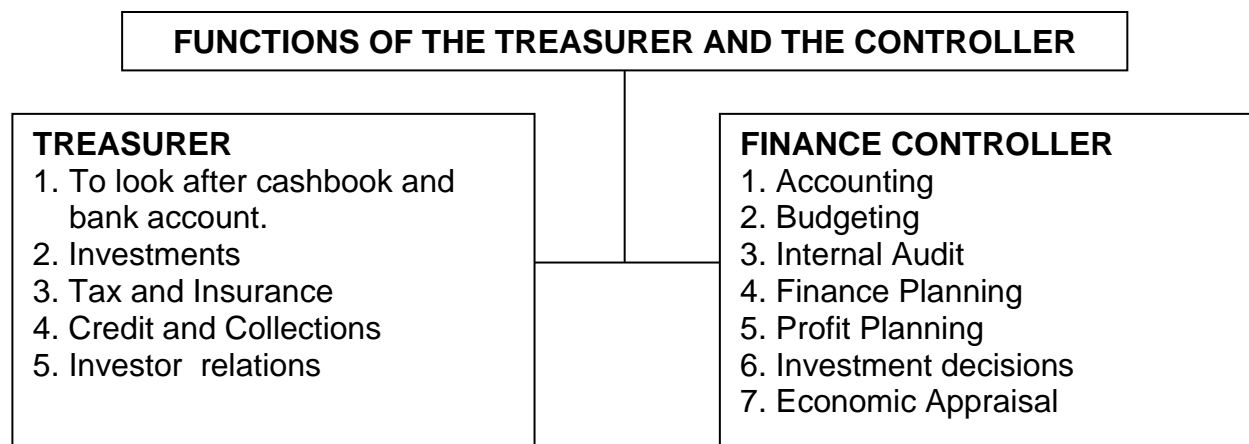 FUNCTIONS OF THE TREASURER AND THE CONTROLLER
TREASURER
1. To look after cashbook and
bank account.
2. Investments
3. Tax and Insurance
4. Credit and Collections
5. Investor  relations
FINANCE CONTROLLER
1. Accounting
2. Budgeting
3. Internal Audit
4. Finance Planning
5. Profit Planning
6. Investment decisions
7. Economic Appraisal